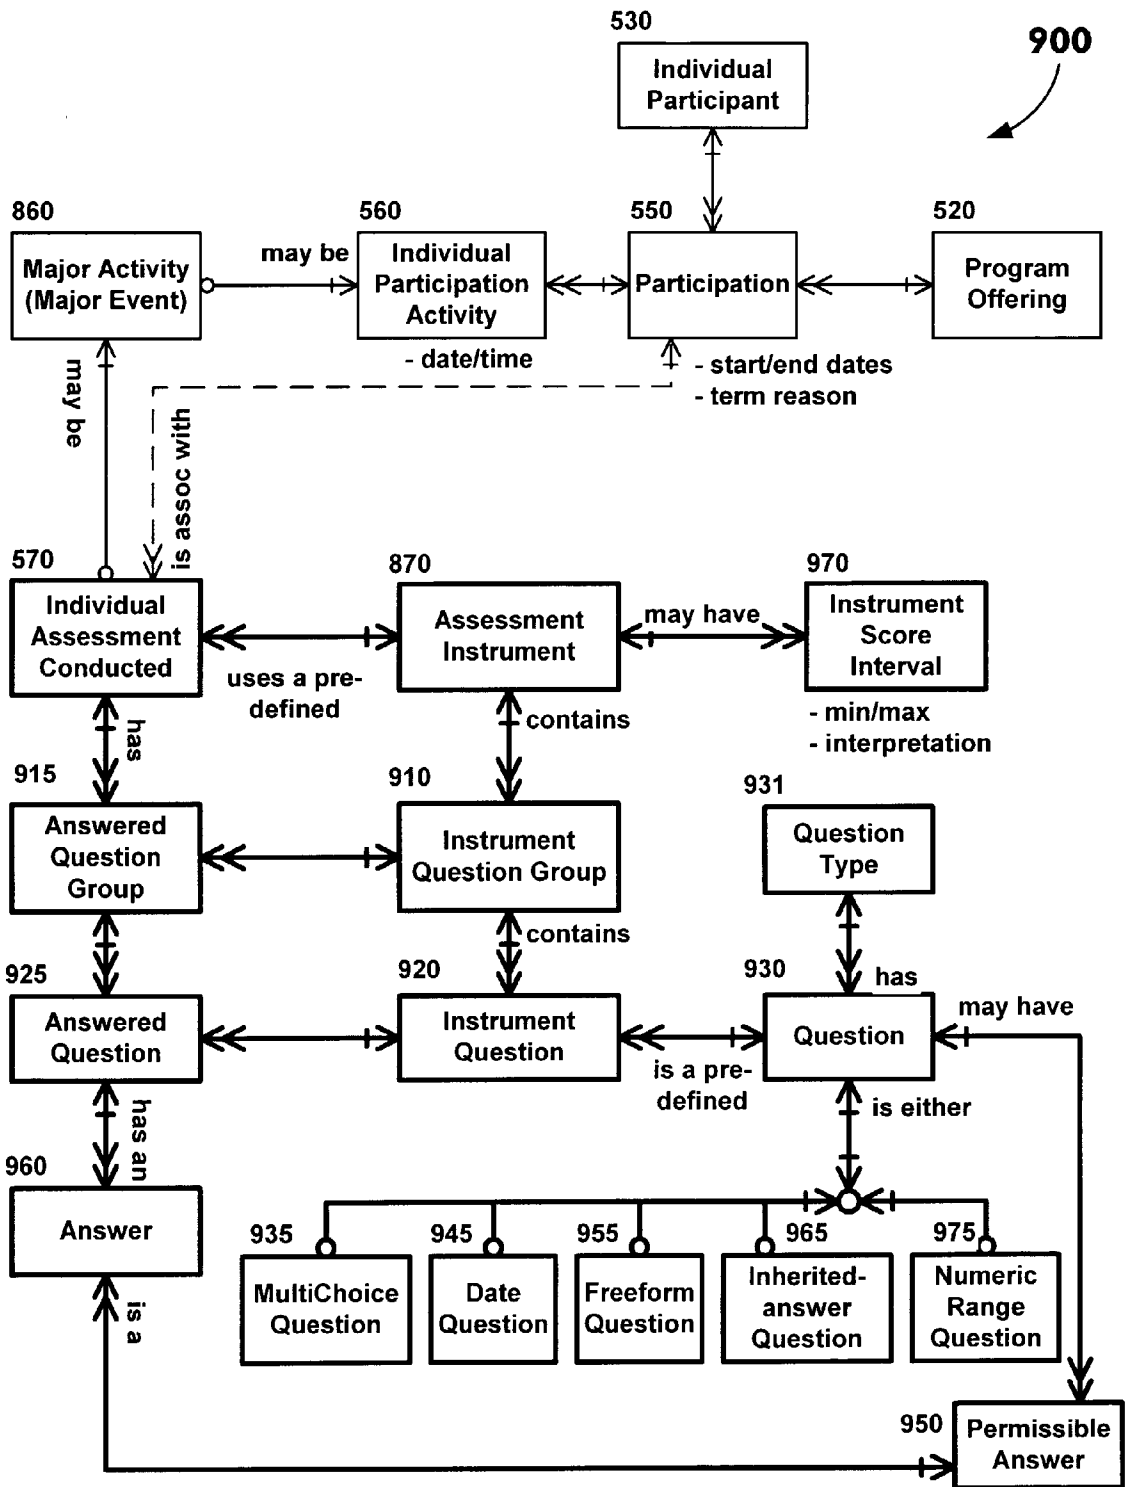 530
900
Individual
Participant
860
560
550
520
Major Activity
(Major Event)
may be
Individual
Participation
Activity
Participation
Program
Offering
- date/time
- start/end dates
- term reason
may be
is assoc with
570
870
970
Individual
Assessment
Conducted
Assessment
Instrument
may have
Instrument
Score
Interval
uses a pre-
defined
- min/max
- interpretation
has
contains
915
910
931
Answered
Question
Group
Instrument
Question Group
Question
Type
contains
925
920
930
has
Answered
Question
Instrument
Question
Question
may have
is a pre-
defined
is either
has an
960
Answer
935
945
955
965
975
MultiChoice
Question
Date
Question
Freeform
Question
Inherited-
answer
Question
Numeric
Range
Question
is a
950
Permissible
Answer